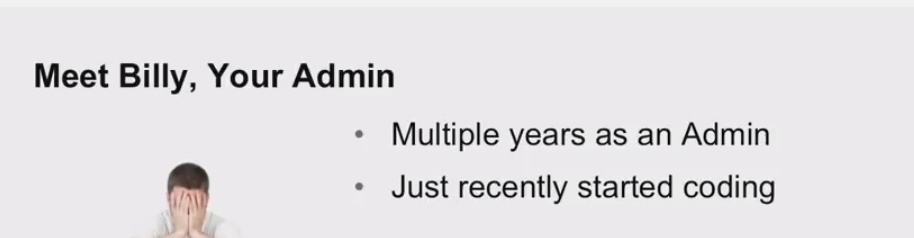 Meet Billy, Your Admin
Multiple years as an Admin
Just recently started coding